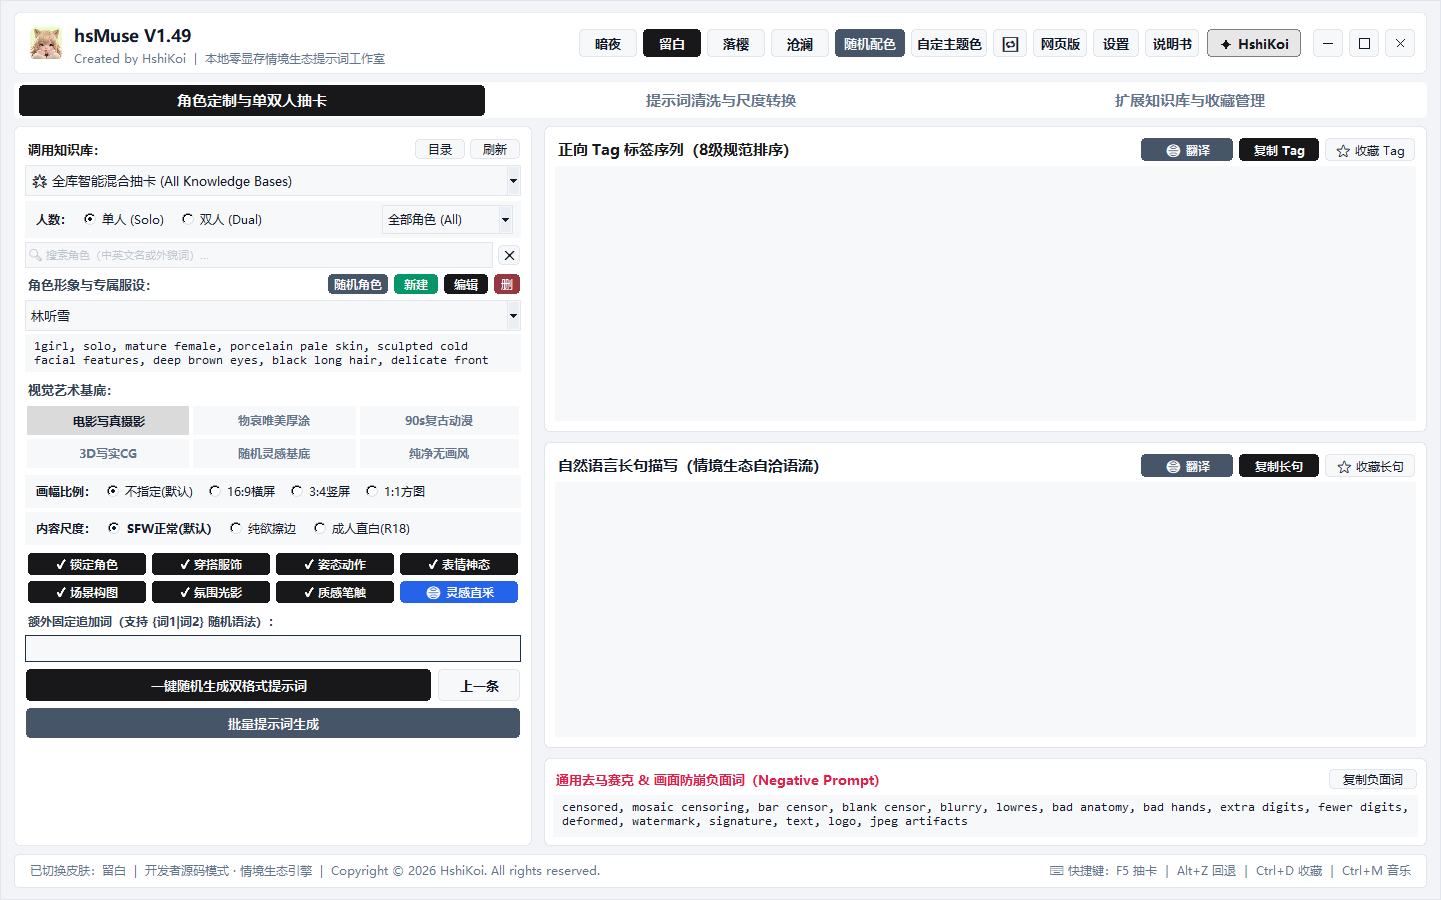 hsMuse V1.49
Created by HshiKoi | 本地零显存情境生态提示词工作室
暗夜 留白 落樱 沧澜 随机配色 自定主题色 网页版 设置 说明书 ✦ HshiKoi
角色定制与单双人抽卡 提示词清洗与尺度转换 扩展知识库与收藏管理
调用知识库: 目录 刷新
全库智能混合抽卡 (All Knowledge Bases)
人数: 单人 (Solo) 双人 (Dual) 全部角色 (All)
搜索角色（中英文名或外貌词）...
角色形象与专属服设: 随机角色 新建 编辑 删
林听雪
1girl, solo, mature female, porcelain pale skin, sculpted cold
facial features, deep brown eyes, black long hair, delicate front
视觉艺术基底:
电影写真摄影 物哀唯美厚涂 90s复古动漫
3D写实CG 随机灵感基底 纯净无画风
画幅比例: 不指定(默认) 16:9横屏 3:4竖屏 1:1方图
内容尺度: SFW正常(默认) 纯欲擦边 成人直白(R18)
✓ 锁定角色 ✓ 穿搭服饰 ✓ 姿态动作 ✓ 表情神态
✓ 场景构图 ✓ 氛围光影 ✓ 质感笔触 灵感直采
额外固定追加词（支持 {词1|词2} 随机语法）:
一键随机生成双格式提示词 上一条
批量提示词生成
正向 Tag 标签序列（8级规范排序） 翻译 复制 Tag ☆ 收藏 Tag
自然语言长句描写（情境生态自洽语流） 翻译 复制长句 ☆ 收藏长句
通用去马赛克 & 画面防崩负面词（Negative Prompt） 复制负面词
censored, mosaic censoring, bar censor, blank censor, blurry, lowres, bad anatomy, bad hands, extra digits, fewer digits,
deformed, watermark, signature, text, logo, jpeg artifacts
已切换皮肤: 留白 | 开发者源码模式 · 情境生态引擎 | Copyright © 2026 HshiKoi. All rights reserved.
快捷键: F5 抽卡 | Alt+Z 回退 | Ctrl+D 收藏 | Ctrl+M 音乐